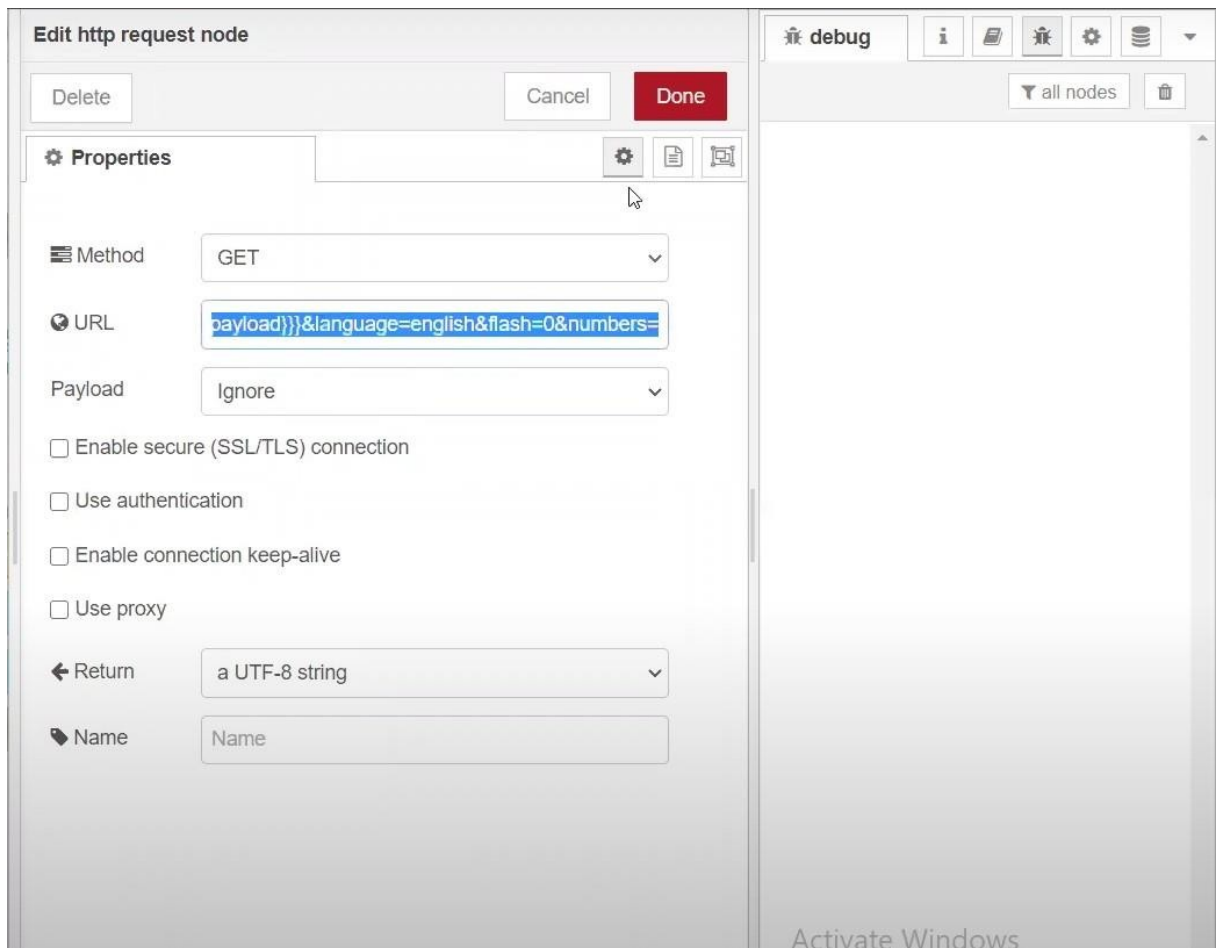 Edit http request node
debug
Delete
Cancel
Done
all nodes
Properties
Method
GET
URL
payload}}}&language=english&flash=0&numbers=
Payload
Ignore
Enable secure (SSL/TLS) connection
Use authentication
Enable connection keep-alive
Use proxy
Return
a UTF-8 string
Name
Name
Activate Windows